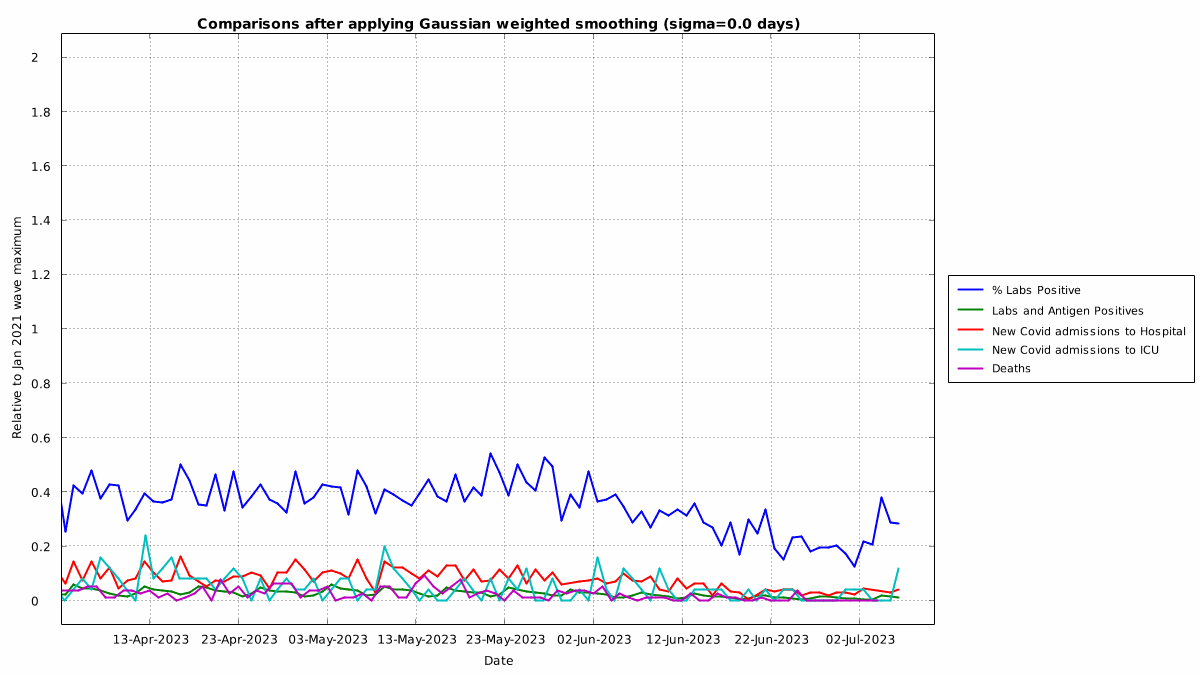 Comparisons after applying Gaussian weighted smoothing (sigma=0.0 days)
Relative to Jan 2021 wave maximum
2
1.8
1.6
1.4
1.2
1
0.8
0.6
0.4
0.2
0
13-Apr-2023 23-Apr-2023 03-May-2023 13-May-2023 23-May-2023 02-Jun-2023 12-Jun-2023 22-Jun-2023 02-Jul-2023
Date
% Labs Positive
Labs and Antigen Positives
New Covid admissions to Hospital
New Covid admissions to ICU
Deaths